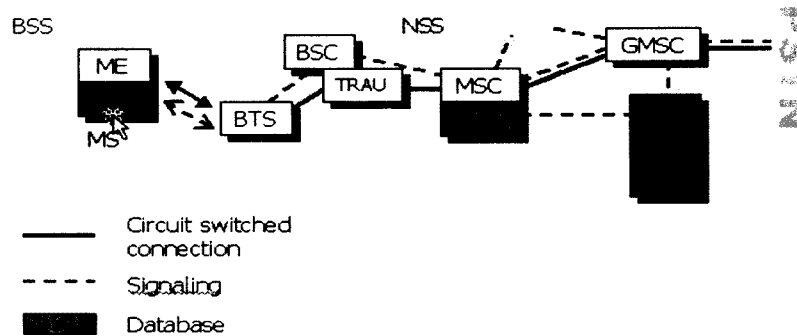 BSS
NSS
ME
MS
BTS
BSC
TRAU
MSC
GMSC
Circuit switched
connection
Signaling
Database